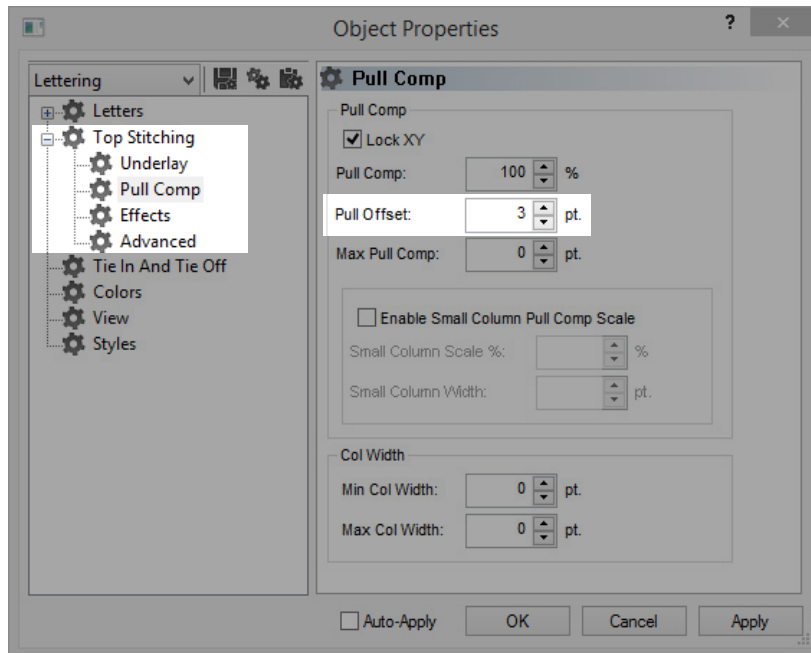 Object Properties
?
×
Lettering
Letters
Top Stitching
Underlay
Pull Comp
Effects
Advanced
Tie In And Tie Off
Colors
View
Styles
Pull Comp
Pull Comp
Lock XY
Pull Comp: 100 %
Pull Offset: 3 pt.
Max Pull Comp: 0 pt.
Enable Small Column Pull Comp Scale
Small Column Scale %: %
Small Column Width: pt.
Col Width
Min Col Width: 0 pt.
Max Col Width: 0 pt.
Auto-Apply OK Cancel Apply